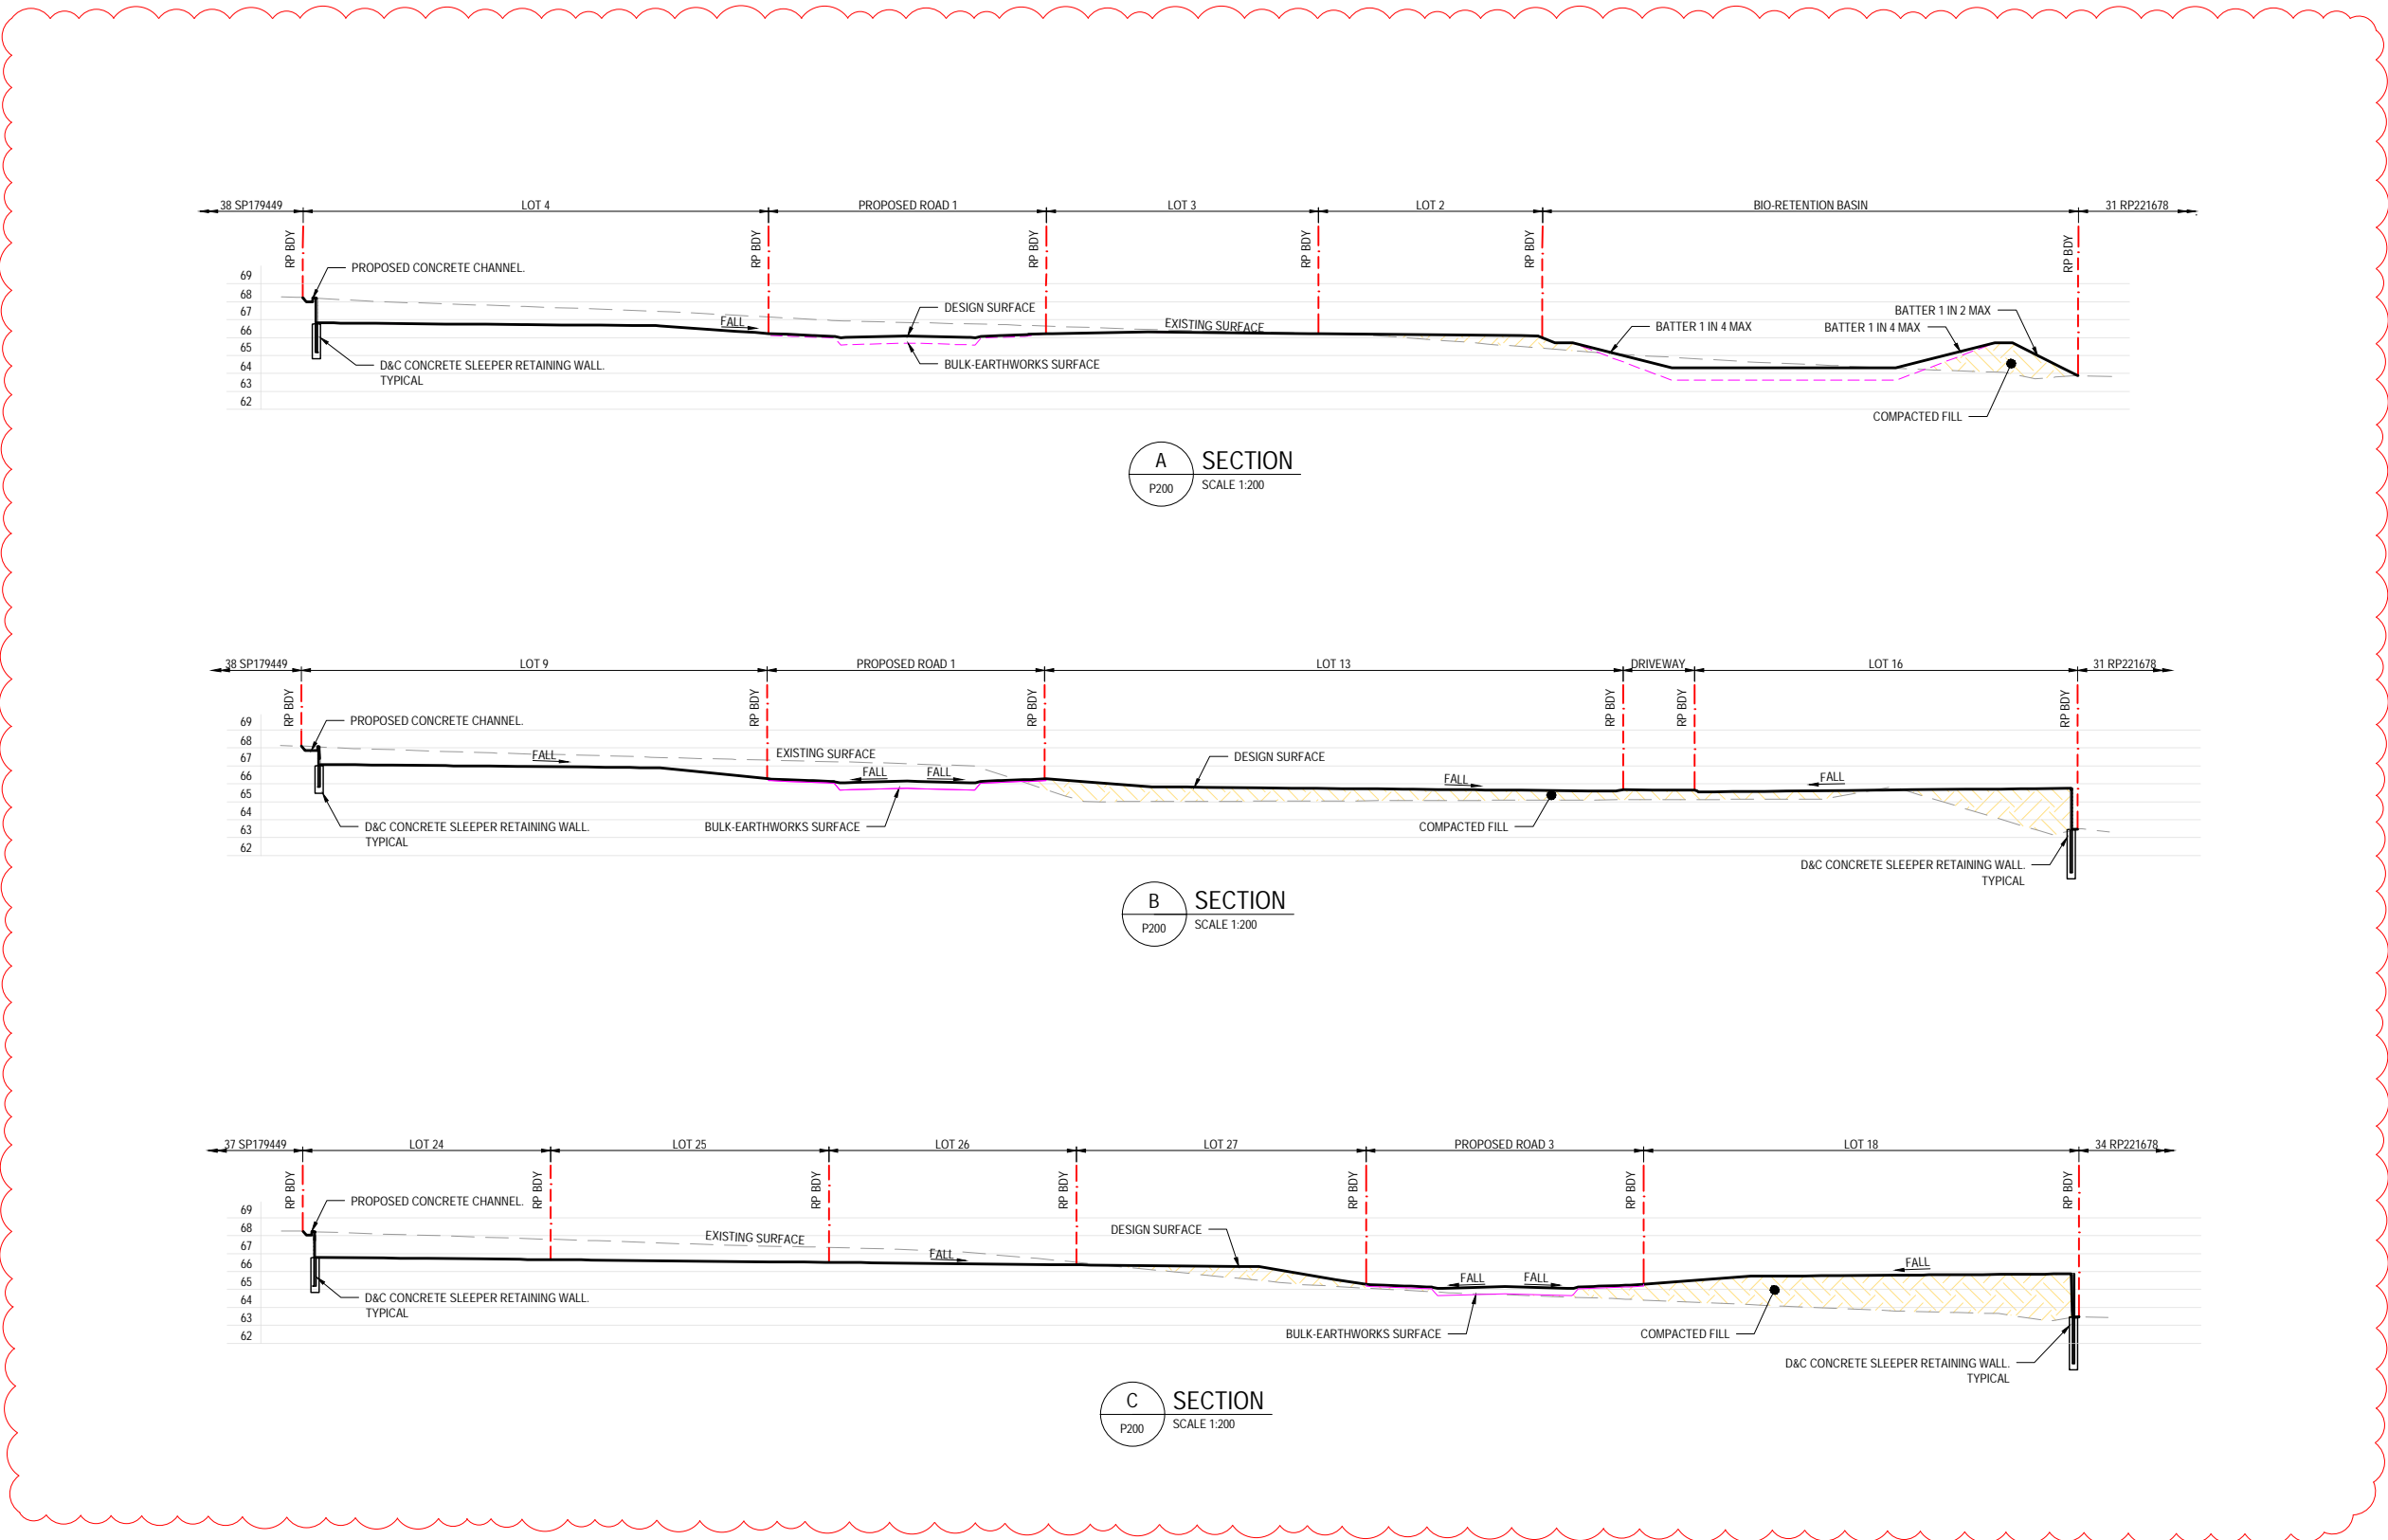 38 SP179449 LOT 4 PROPOSED ROAD 1 LOT 3 LOT 2 BIO-RETENTION BASIN 31 RP221678
RP BDY RP BDY RP BDY RP BDY RP BDY RP BDY
PROPOSED CONCRETE CHANNEL.
69
68
67
66
65
64
63
62
FALL
DESIGN SURFACE
EXISTING SURFACE
BATTER 1 IN 4 MAX
BATTER 1 IN 2 MAX
BATTER 1 IN 4 MAX
D&C CONCRETE SLEEPER RETAINING WALL.
TYPICAL
BULK-EARTHWORKS SURFACE
COMPACTED FILL
A
P200
SECTION
SCALE 1:200
38 SP179449 LOT 9 PROPOSED ROAD 1 LOT 13 DRIVEWAY LOT 16 31 RP221678
RP BDY RP BDY RP BDY RP BDY RP BDY RP BDY
PROPOSED CONCRETE CHANNEL.
69
68
67
66
65
64
63
62
FALL
EXISTING SURFACE
DESIGN SURFACE
FALL FALL
FALL
FALL
D&C CONCRETE SLEEPER RETAINING WALL.
TYPICAL
BULK-EARTHWORKS SURFACE
COMPACTED FILL
D&C CONCRETE SLEEPER RETAINING WALL.
TYPICAL
B
P200
SECTION
SCALE 1:200
37 SP179449 LOT 24 LOT 25 LOT 26 LOT 27 PROPOSED ROAD 3 LOT 18 34 RP221678
RP BDY RP BDY RP BDY RP BDY RP BDY RP BDY RP BDY
PROPOSED CONCRETE CHANNEL.
69
68
67
66
65
64
63
62
EXISTING SURFACE
DESIGN SURFACE
FALL
FALL FALL
FALL
D&C CONCRETE SLEEPER RETAINING WALL.
TYPICAL
BULK-EARTHWORKS SURFACE
COMPACTED FILL
D&C CONCRETE SLEEPER RETAINING WALL.
TYPICAL
C
P200
SECTION
SCALE 1:200